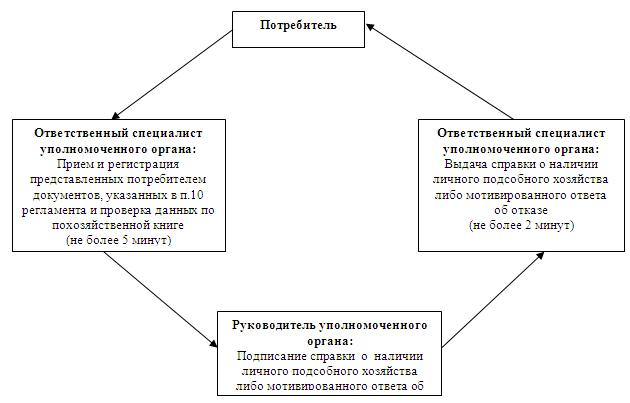 Потребитель
Ответственный специалист
уполномоченного органа:
Прием и регистрация
представленных потребителем
документов, указанных в п.10
регламента и проверка данных по
похозяйственной книге
(не более 5 минут)
Ответственный специалист
уполномоченного органа:
Выдача справки о наличии
личного подсобного хозяйства
либо мотивированного ответа
об отказе
(не более 2 минут)
Руководитель уполномоченного
органа:
Подписание справки о наличии
личного подсобного хозяйства
либо мотивированного ответа об